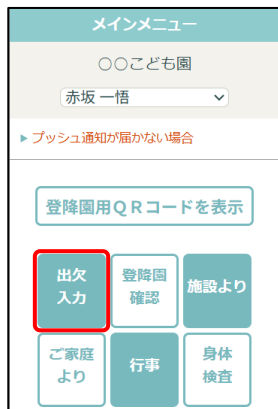 メインメニュー
○○こども園
赤坂 一悟
プッシュ通知が届かない場合
登降園用QRコードを表示
出欠
入力
登降園
確認
施設より
ご家庭
より
行事
身体
検査